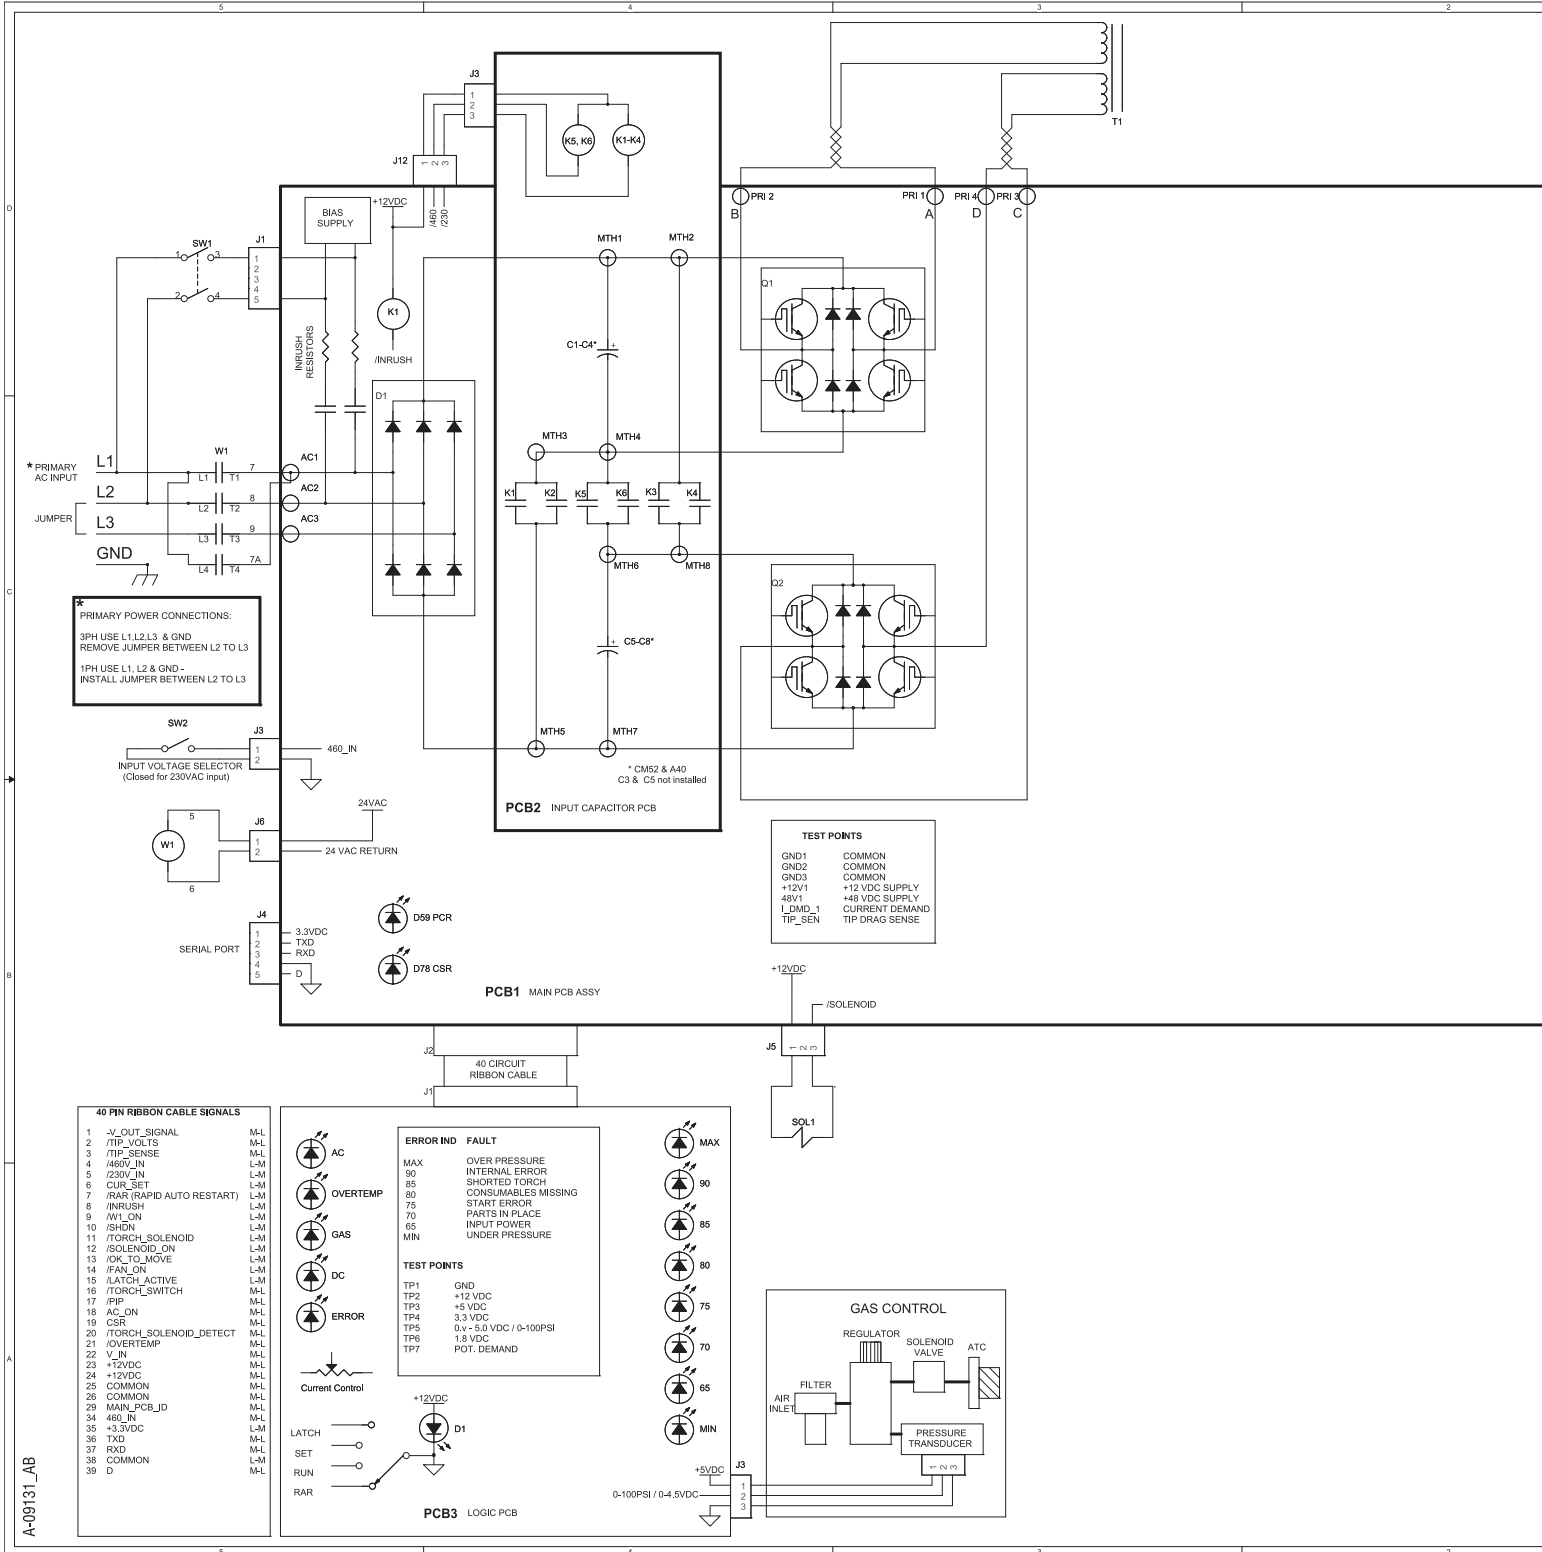 5 4 3 2
J3
1
2
3
K5, K6
K1-K4
T1
J12
1 2 3
D
+12VDC
/460
/230
PRI 2
B
PRI 1
A
PRI 4
D
PRI 3
C
BIAS
SUPPLY
SW1
1 3
2 4
J1
1
2
3
4
5
MTH1
MTH2
Q1
K1
/INRUSH
INRUSH
RESISTORS
C1-C4*
+
D1
MTH3
MTH4
* PRIMARY
AC INPUT
L1
L2
L3
GND
JUMPER
W1
L1 T1 7
L2 T2 8
L3 T3 9
L4 T4 7A
AC1
AC2
AC3
K1 K2 K5 K6 K3 K4
MTH6
MTH8
C
Q2
*
PRIMARY POWER CONNECTIONS:
3PH USE L1,L2,L3 & GND
REMOVE JUMPER BETWEEN L2 TO L3
1PH USE L1, L2 & GND -
INSTALL JUMPER BETWEEN L2 TO L3
+ C5-C8*
SW2
J3
1
2
460_IN
INPUT VOLTAGE SELECTOR
(Closed for 230VAC input)
MTH5
MTH7
* CM52 & A40
C3 & C5 not installed
PCB2 INPUT CAPACITOR PCB
W1
5
6
J6
1
2
24VAC
24 VAC RETURN
TEST POINTS
GND1 COMMON
GND2 COMMON
GND3 COMMON
+12V1 +12 VDC SUPPLY
48V1 +48 VDC SUPPLY
I_DMD_1 CURRENT DEMAND
TIP_SEN TIP DRAG SENSE
SERIAL PORT
J4
1 3.3VDC
2 TXD
3 RXD
4
5 D
D59 PCR
D78 CSR
B
PCB1 MAIN PCB ASSY
+12VDC
/SOLENOID
J5
1 2 3
SOL1
J2
40 CIRCUIT
RIBBON CABLE
J1
40 PIN RIBBON CABLE SIGNALS
1 -V_OUT_SIGNAL M-L
2 /TIP_VOLTS M-L
3 /TIP_SENSE M-L
4 /460V_IN L-M
5 /230V_IN L-M
6 CUR_SET L-M
7 /RAR (RAPID AUTO RESTART) L-M
8 /INRUSH L-M
9 /W1_ON L-M
10 /SHDN L-M
11 /TORCH_SOLENOID L-M
12 /SOLENOID_ON L-M
13 /OK_TO_MOVE L-M
14 /FAN_ON L-M
15 /LATCH_ACTIVE L-M
16 /TORCH_SWITCH M-L
17 /PIP M-L
18 AC_ON M-L
19 CSR M-L
20 /TORCH_SOLENOID_DETECT M-L
21 /OVERTEMP M-L
22 V_IN M-L
23 +12VDC M-L
24 +12VDC M-L
25 COMMON M-L
26 COMMON M-L
29 MAIN_PCB_ID M-L
34 460_IN M-L
35 +3.3VDC L-M
36 TXD M-L
37 RXD M-L
38 COMMON L-M
39 D M-L
AC
OVERTEMP
GAS
DC
ERROR
Current Control
ERROR IND FAULT
MAX OVER PRESSURE
90 INTERNAL ERROR
85 SHORTED TORCH
80 CONSUMABLES MISSING
75 START ERROR
70 PARTS IN PLACE
65 INPUT POWER
MIN UNDER PRESSURE
TEST POINTS
TP1 GND
TP2 +12 VDC
TP3 +5 VDC
TP4 3.3 VDC
TP5 0.v - 5.0 VDC / 0-100PSI
TP6 1.8 VDC
TP7 POT. DEMAND
MAX
90
85
80
75
70
65
MIN
LATCH
SET
RUN
RAR
+12VDC
D1
PCB3 LOGIC PCB
+5VDC
0-100PSI / 0-4.5VDC
J3
1
2
3
GAS CONTROL
REGULATOR
SOLENOID
VALVE
ATC
FILTER
AIR
INLET
PRESSURE
TRANSDUCER
1 2 3
A
A-09131_AB
5 4 3 2